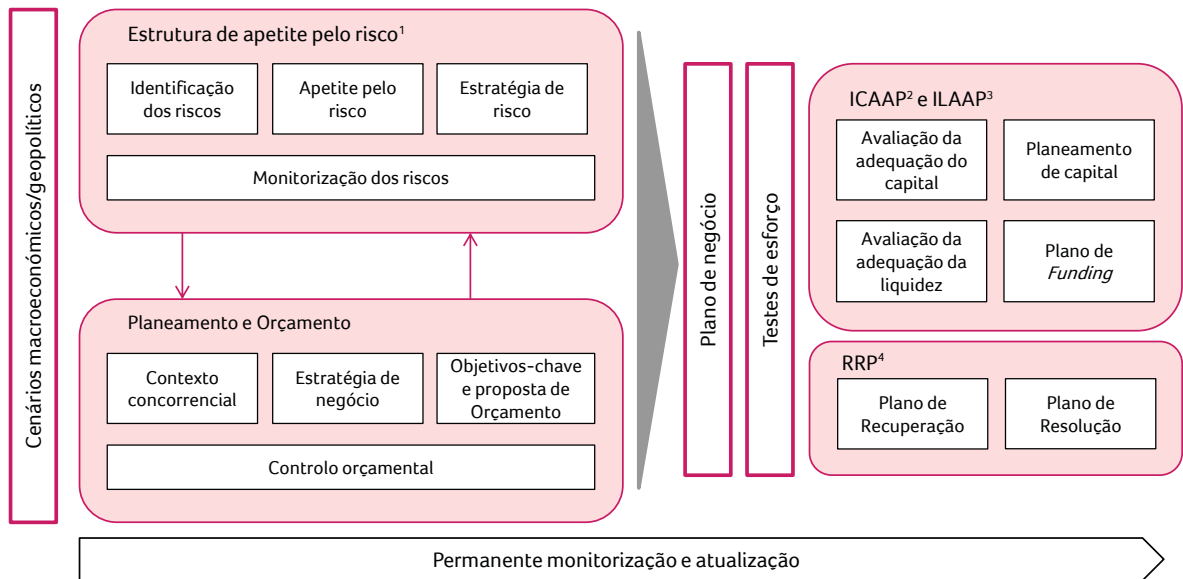 Cenários macroeconómicos/geopolíticos
Estrutura de apetite pelo risco¹
Identificação
dos riscos
Apetite pelo
risco
Estratégia de
risco
Monitorização dos riscos
Planeamento e Orçamento
Contexto
concorrencial
Estratégia de
negócio
Objetivos-chave
e proposta de
Orçamento
Controlo orçamental
Plano de negócio
Testes de esforço
ICAAP² e ILAAP³
Avaliação da
adequação do
capital
Planeamento
de capital
Avaliação da
adequação da
liquidez
Plano de
Funding
RRP⁴
Plano de
Recuperação
Plano de
Resolução
Permanente monitorização e atualização